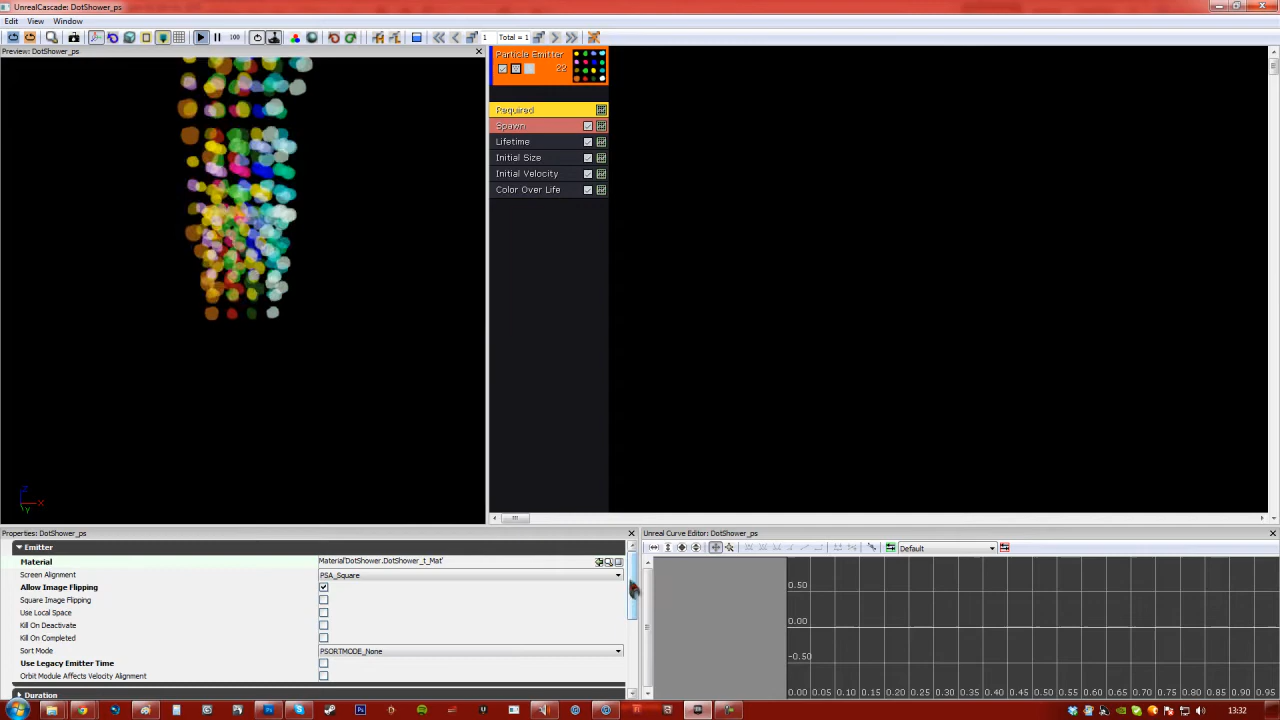 UnrealCascade: DotShower_ps
Edit View Window
100
1 Total = 1
Preview: DotShower_ps
Particle Emitter
22
Required
Spawn
Lifetime
Initial Size
Initial Velocity
Color Over Life
Z
X
Y
Properties: DotShower_ps
Emitter
Material Material'DotShower.DotShower_t_Mat'
Screen Alignment PSA_Square
Allow Image Flipping
Square Image Flipping
Use Local Space
Kill On Deactivate
Kill On Completed
Sort Mode PSORTMODE_None
Use Legacy Emitter Time
Orbit Module Affects Velocity Alignment
Duration
Unreal Curve Editor: DotShower_ps
Default
0.50
0.00
-0.50
0.00 0.05 0.10 0.15 0.20 0.25 0.30 0.35 0.40 0.45 0.50 0.55 0.60 0.65 0.70 0.75 0.80 0.85 0.90 0.95
13:32